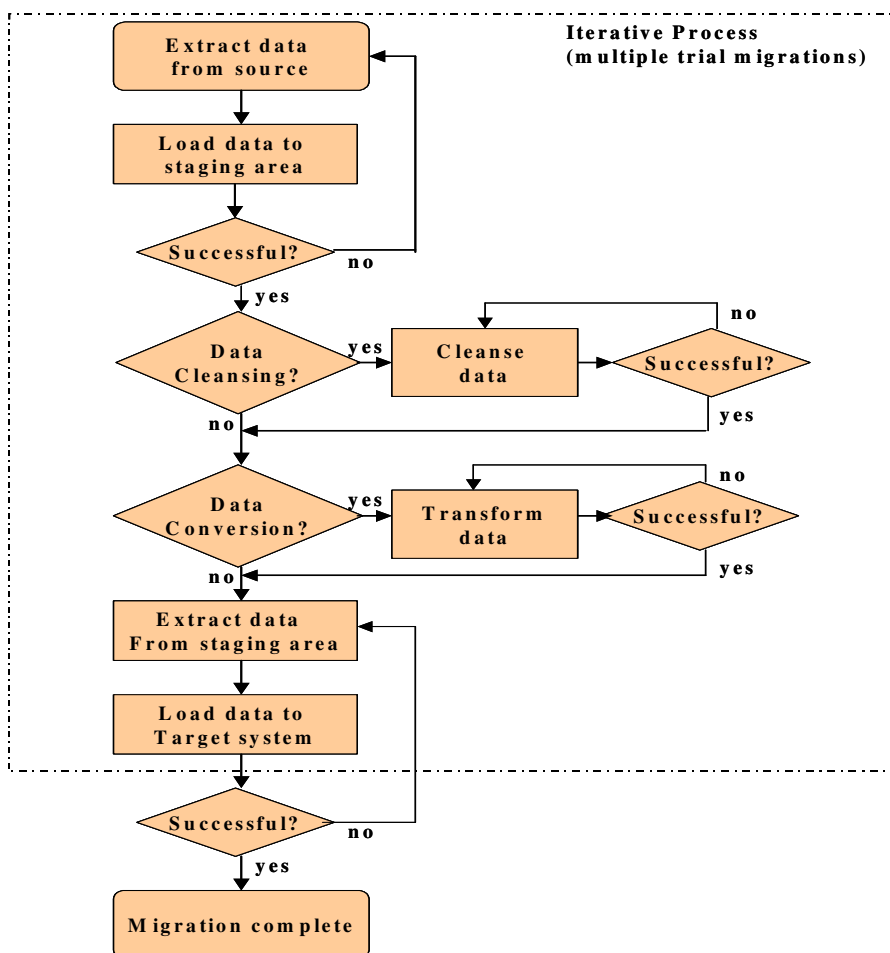 Iterative Process
(multiple trial migrations)
Extract data
from source
Load data to
staging area
Successful?
no
yes
Data
Cleansing?
yes
Cleanse
data
Successful?
no
yes
no
Data
Conversion?
yes
Transform
data
Successful?
no
yes
no
Extract data
From staging area
Load data to
Target system
Successful?
no
yes
Migration complete